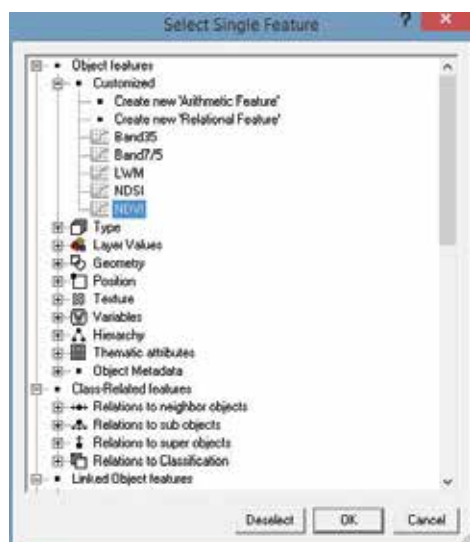 Select Single Feature
?
Object features
Customized
Create new 'Arithmetic Feature'
Create new 'Relational Feature'
Band35
Band7/5
LWM
NDSI
NDVI
Type
Layer Values
Geometry
Position
Texture
Variables
Hierarchy
Thematic attributes
Object Metadata
Class-Related features
Relations to neighbor objects
Relations to sub objects
Relations to super objects
Relations to Classification
Linked Object features
Deselect
OK
Cancel